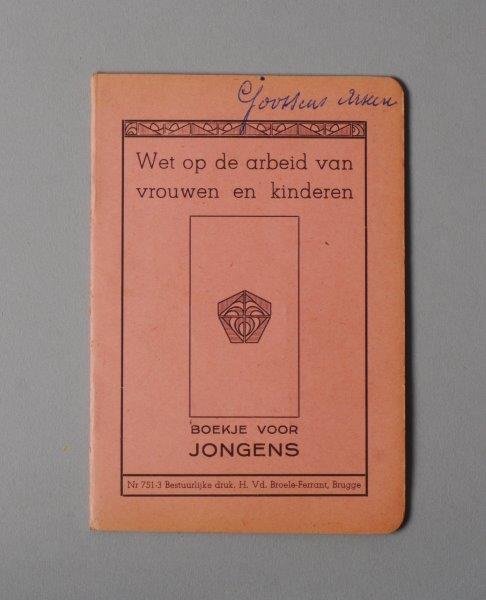 Goossens
Wet op de arbeid van
vrouwen en kinderen
BOEKJE VOOR
JONGENS
Nr 751-3 Bestuurlijke druk. H. Vd. Broele-Ferrant, Brugge